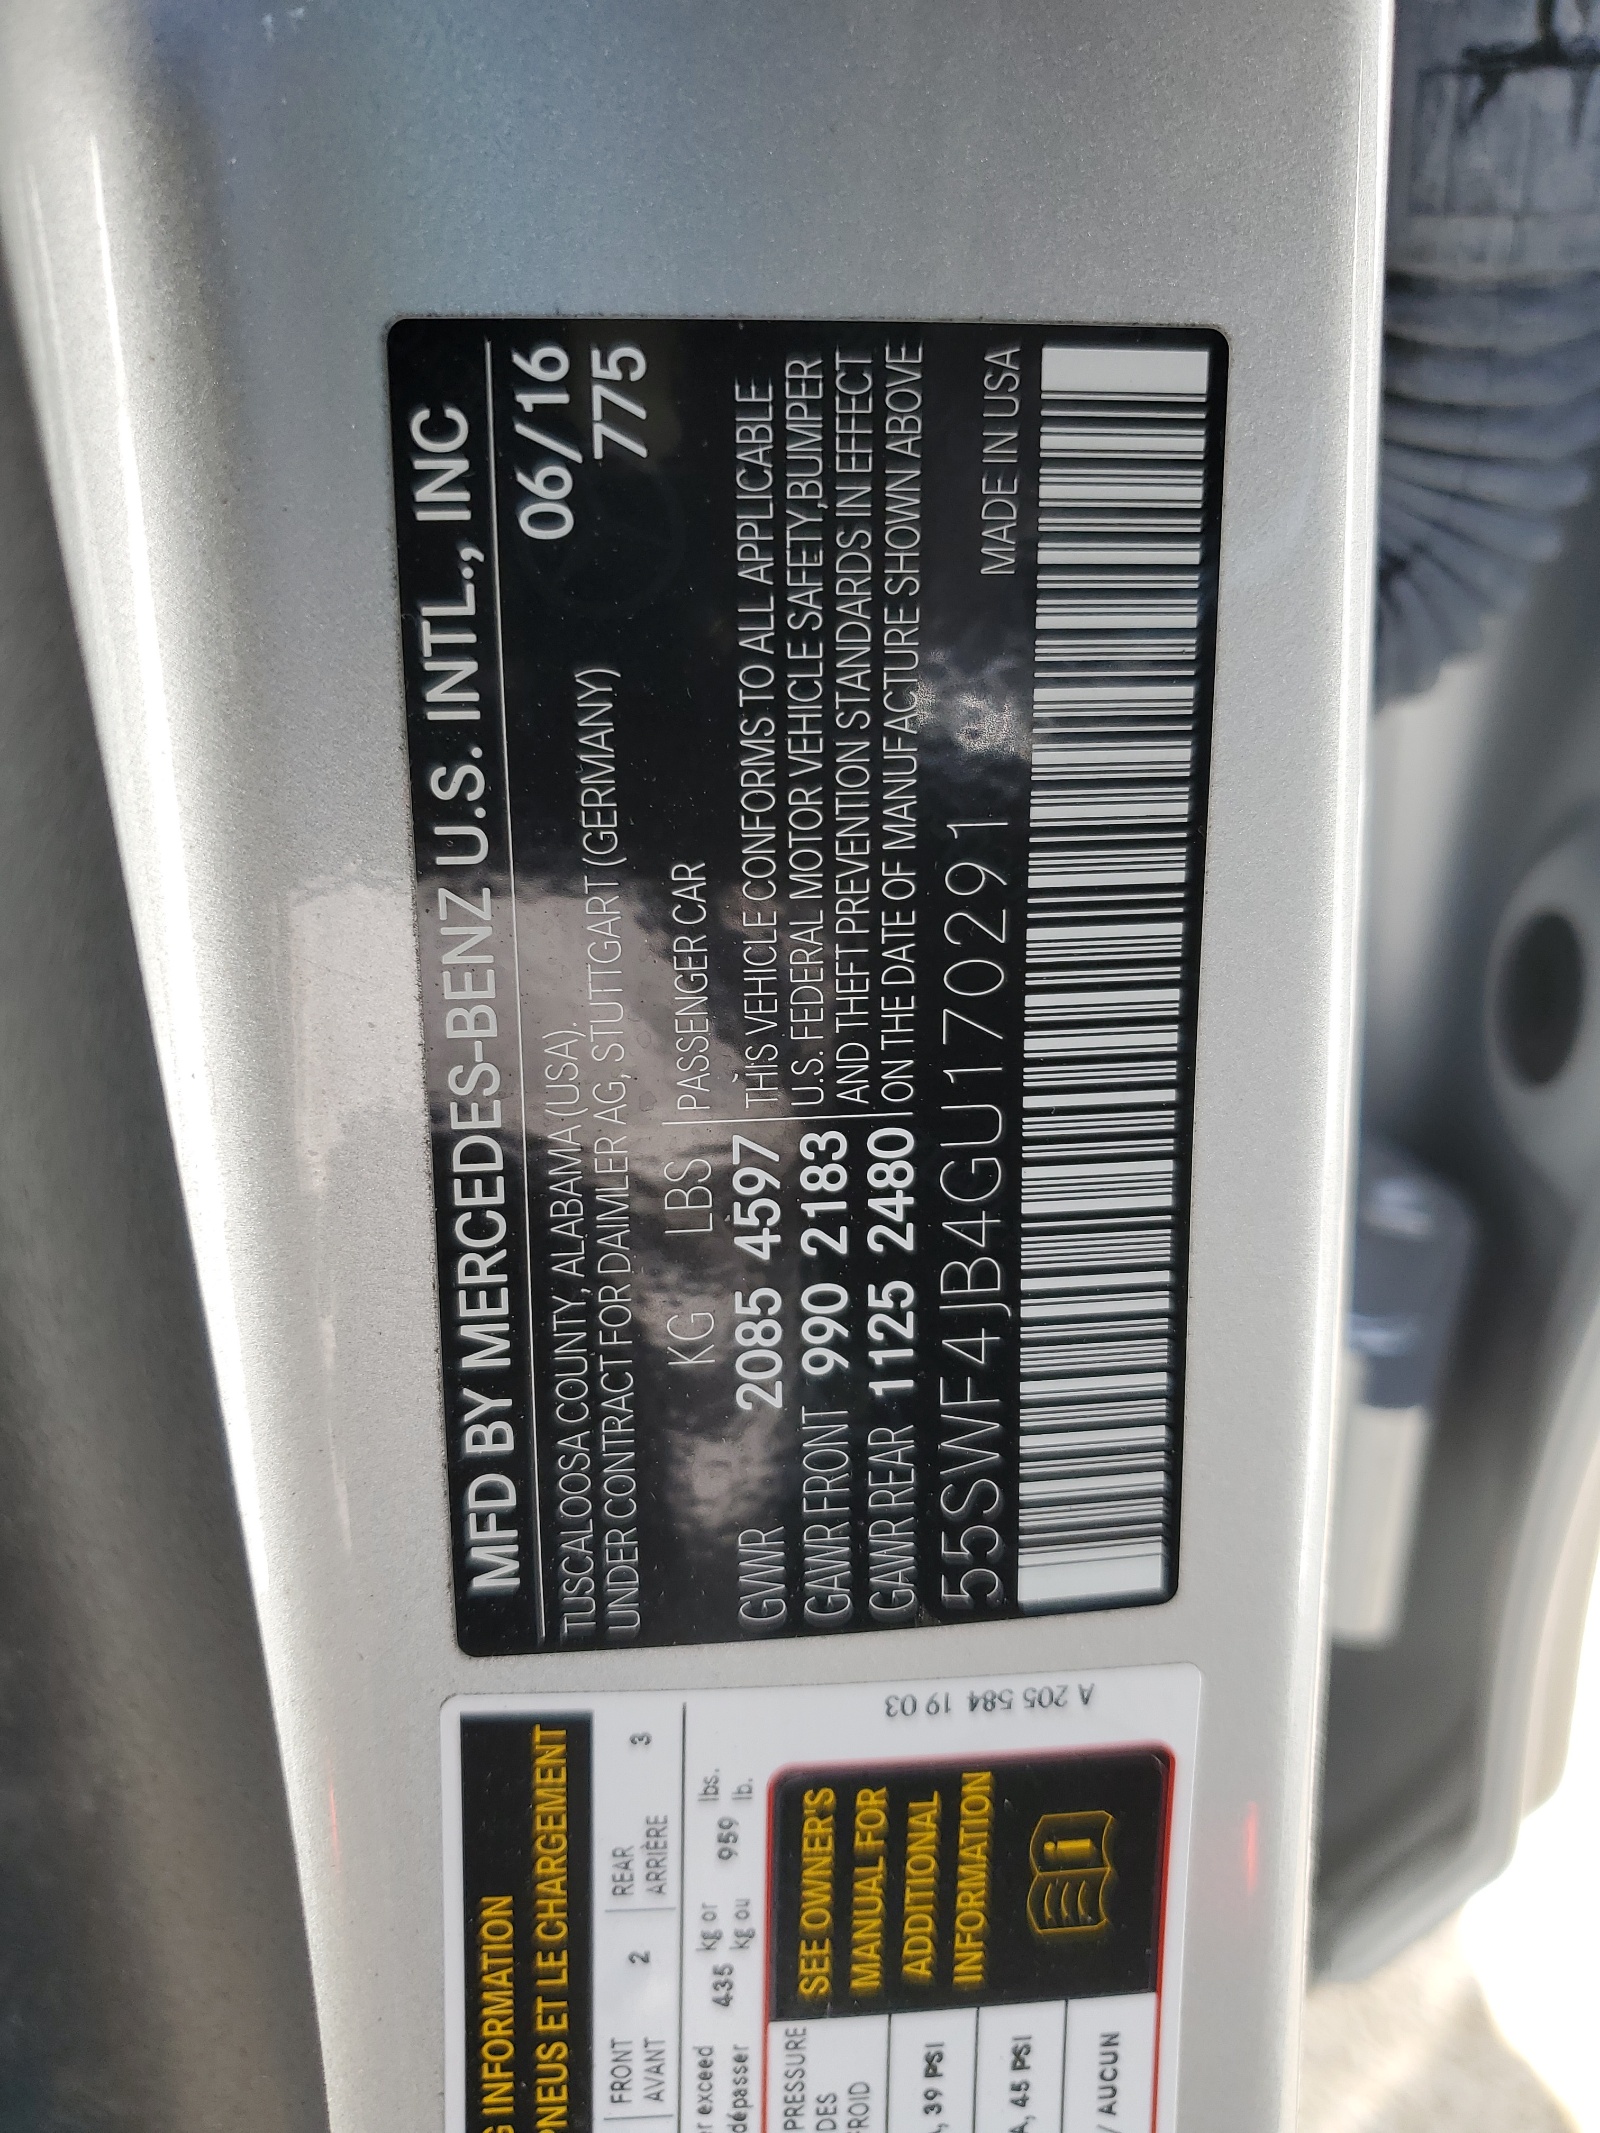 MFD BY MERCEDES-BENZ U.S. INTL., INC
TUSCALOOSA COUNTY, ALABAMA (USA). 06/16
UNDER CONTRACT FOR DAIMLER AG, STUTTGART (GERMANY) 775
KG LBS PASSENGER CAR
GVWR 2085 4597 THIS VEHICLE CONFORMS TO ALL APPLICABLE
GAWR FRONT 990 2183 U.S. FEDERAL MOTOR VEHICLE SAFETY,BUMPER
GAWR REAR 1125 2480 AND THEFT PREVENTION STANDARDS IN EFFECT
ON THE DATE OF MANUFACTURE SHOWN ABOVE
55SWF4JB4GU170291 MADE IN USA
G INFORMATION
PNEUS ET LE CHARGEMENT
FRONT 2 REAR 3
AVANT ARRIÈRE
r exceed 435 kg or 959 lbs.
dépasser kg ou lb.
PRESSURE
DES
FROID
, 39 PSI
, 45 PSI
/ AUCUN
SEE OWNER'S
MANUAL FOR
ADDITIONAL
INFORMATION
A 205 584 19 03